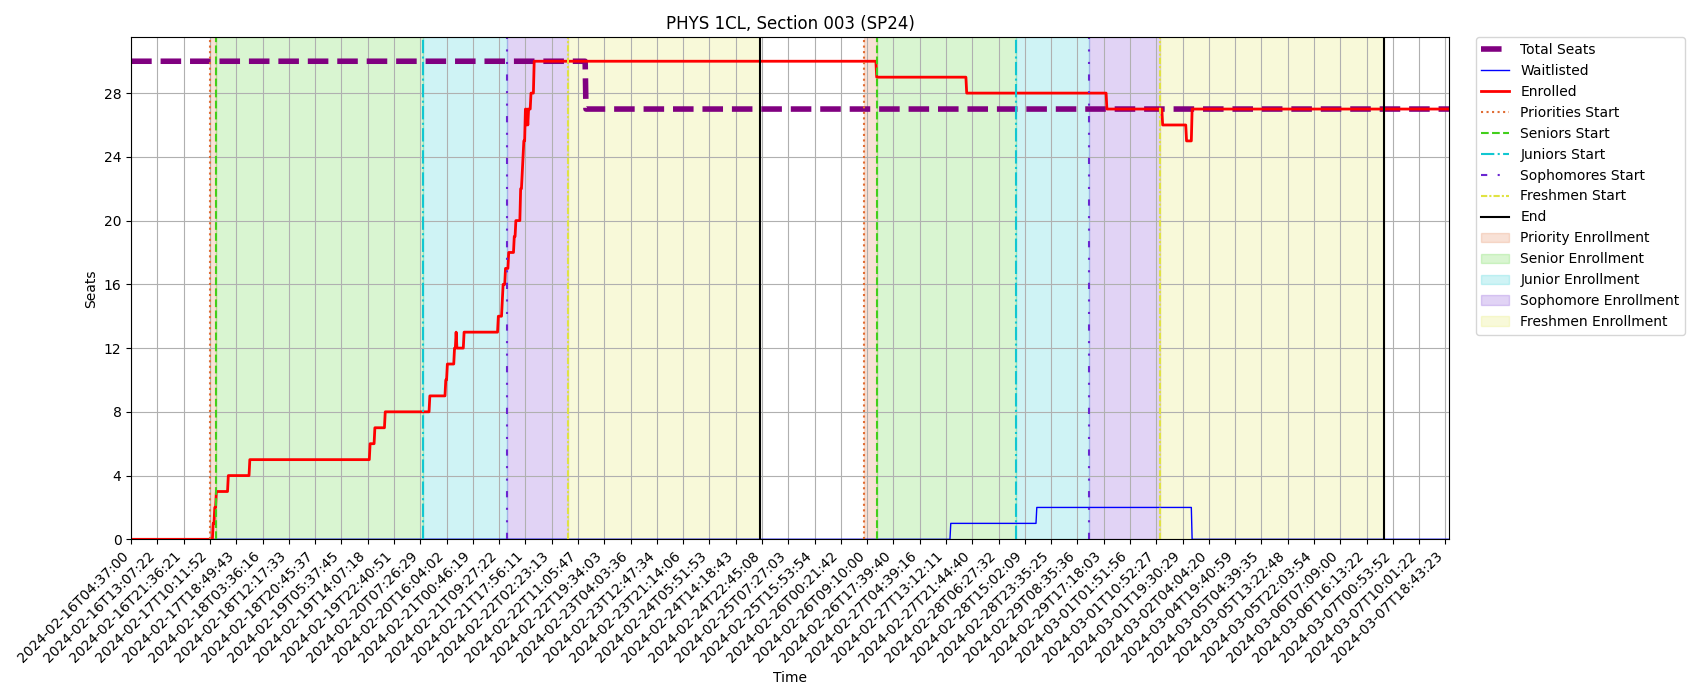 PHYS 1CL, Section 003 (SP24)
Seats
28
24
20
16
12
8
4
0
2024-02-16T04:37:00
2024-02-16T13:07:22
2024-02-16T21:36:21
2024-02-17T10:11:52
2024-02-17T18:49:43
2024-02-18T03:36:16
2024-02-18T12:17:33
2024-02-18T20:45:37
2024-02-19T05:37:45
2024-02-19T14:07:18
2024-02-19T22:40:51
2024-02-20T07:26:29
2024-02-20T16:04:02
2024-02-21T00:46:19
2024-02-21T09:27:22
2024-02-21T17:56:11
2024-02-22T02:23:13
2024-02-22T11:05:47
2024-02-22T19:34:03
2024-02-23T04:03:36
2024-02-23T12:47:34
2024-02-23T21:14:06
2024-02-24T05:51:53
2024-02-24T14:18:43
2024-02-24T22:45:08
2024-02-25T07:27:03
2024-02-25T15:53:54
2024-02-26T00:21:42
2024-02-26T09:10:00
2024-02-26T17:39:40
2024-02-27T04:39:16
2024-02-27T13:12:11
2024-02-27T21:44:40
2024-02-28T06:27:32
2024-02-28T15:02:09
2024-02-28T23:35:25
2024-02-29T08:35:36
2024-02-29T17:18:03
2024-03-01T01:51:56
2024-03-01T10:52:27
2024-03-01T19:30:29
2024-03-02T04:04:20
2024-03-04T19:40:59
2024-03-05T04:39:35
2024-03-05T13:22:48
2024-03-05T22:03:54
2024-03-06T07:09:00
2024-03-06T16:13:22
2024-03-07T00:53:52
2024-03-07T10:01:22
2024-03-07T18:43:23
Time
Total Seats
Waitlisted
Enrolled
Priorities Start
Seniors Start
Juniors Start
Sophomores Start
Freshmen Start
End
Priority Enrollment
Senior Enrollment
Junior Enrollment
Sophomore Enrollment
Freshmen Enrollment